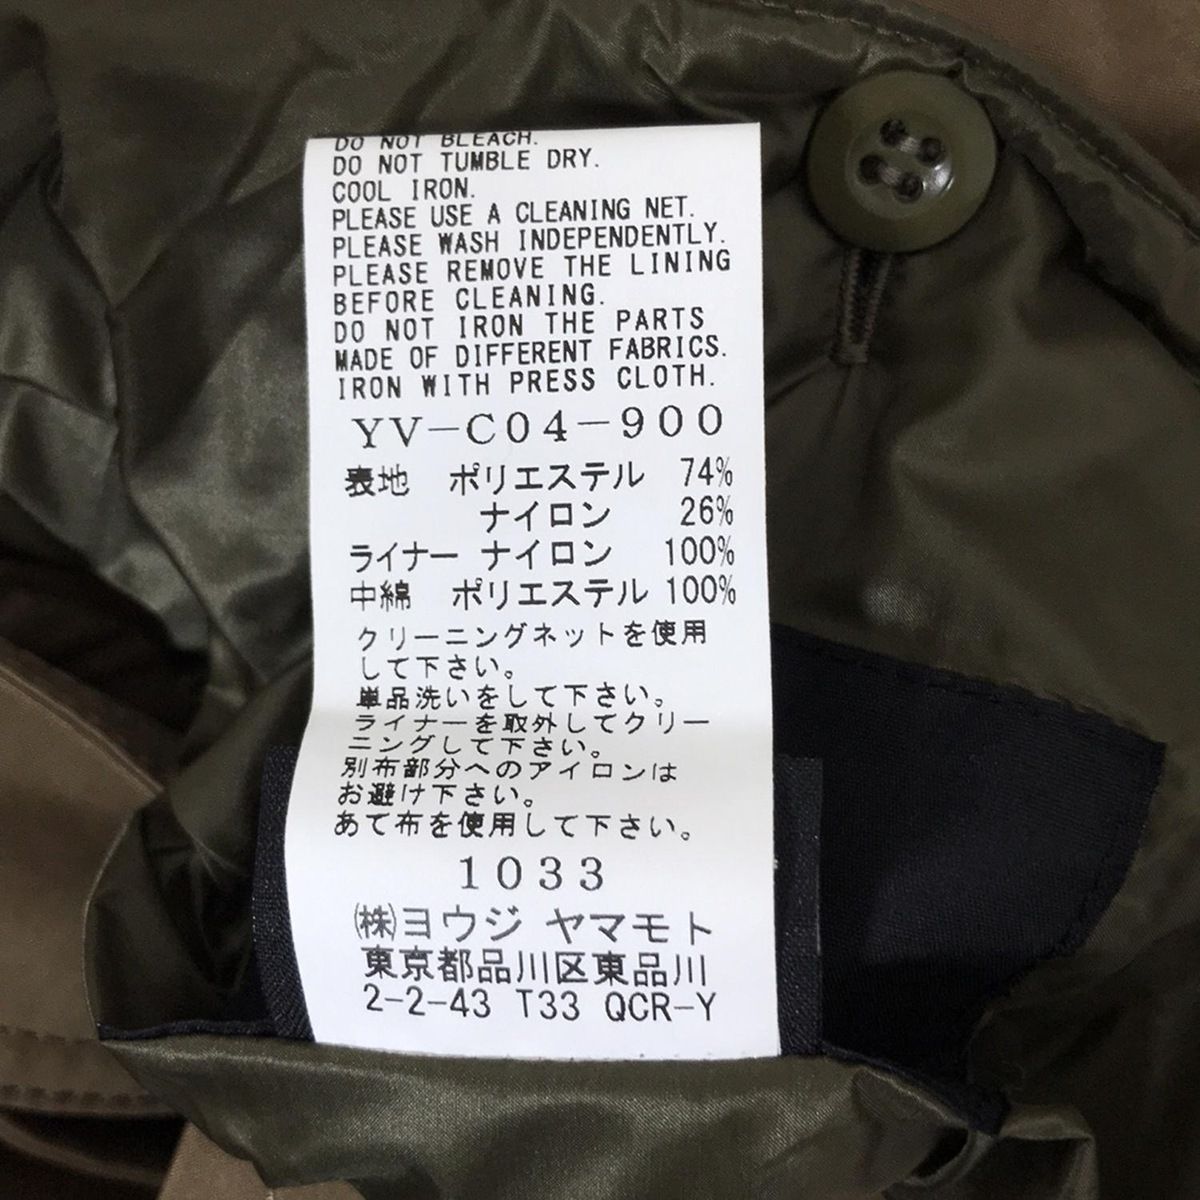 DO NOT BLEACH.
DO NOT TUMBLE DRY.
COOL IRON.
PLEASE USE A CLEANING NET.
PLEASE WASH INDEPENDENTLY.
PLEASE REMOVE THE LINING
BEFORE CLEANING.
DO NOT IRON THE PARTS
MADE OF DIFFERENT FABRICS.
IRON WITH PRESS CLOTH.
YV-C04-900
表地 ポリエステル 74%
ナイロン 26%
ライナー ナイロン 100%
中綿 ポリエステル 100%
クリーニングネットを使用
して下さい。
単品洗いをして下さい。
ライナーを取外してクリー
ニングして下さい。
別布部分へのアイロンは
お避け下さい。
あて布を使用して下さい。
1033
㈱ヨウジ ヤマモト
東京都品川区東品川
2-2-43 T33 QCR-Y